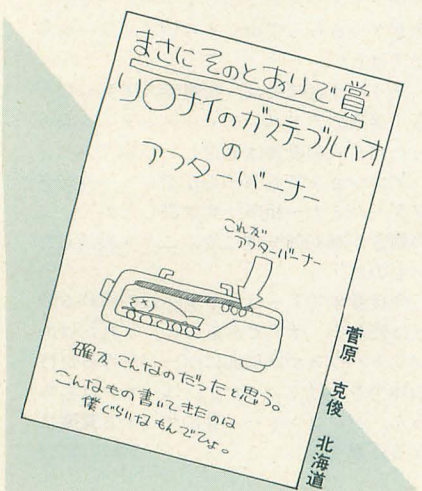 まさにそのとおりで賞
リ〇ナイのガステーブルハオ
の
アフターバーナー
これが
アフターバーナー
確か こんなのだったと思う。
こんなもの書いてきたのは
僕ぐらいなもんでしょ。
菅原 克俊 北海道